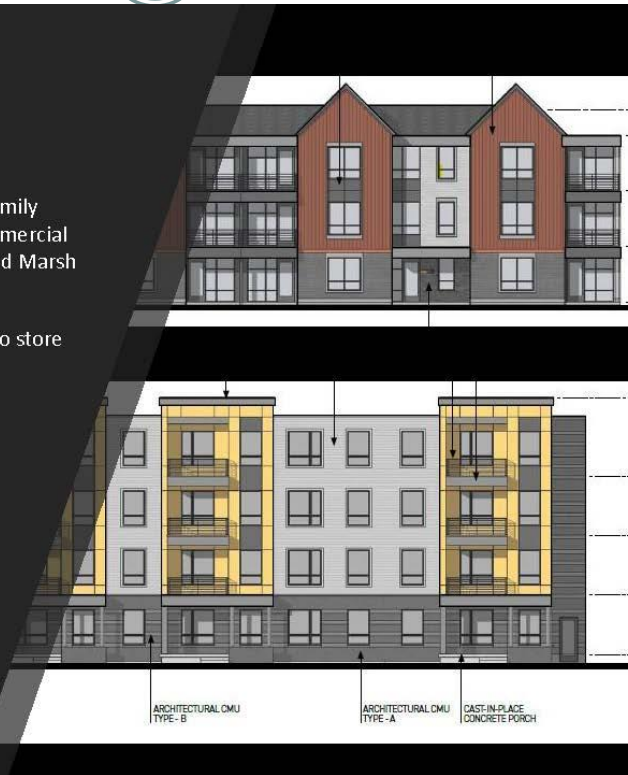 mily
mercial
d Marsh
o store
ARCHITECTURAL CMU
TYPE - B
ARCHITECTURAL CMU
TYPE - A
CAST-IN-PLACE
CONCRETE PORCH